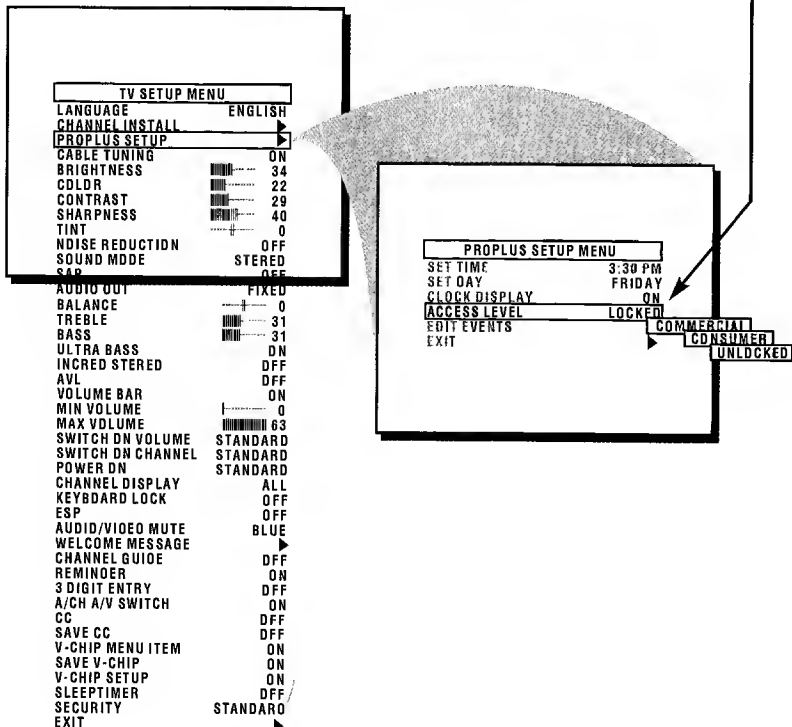 TV SETUP MENU
LANGUAGE ENGLISH
CHANNEL INSTALL
PROPLUS SETUP
CABLE TUNING ON
BRIGHTNESS 34
CDLDR 22
CONTRAST 29
SHARPNESS 40
TINT 0
NDISE REDUCTIDN OFF
SOUND MDDE STERED
SAP OFF
AUDIO OUT FIXED
BALANCE 0
TREBLE 31
BASS 31
ULTRA BASS DN
INCRED STERED DFF
AVL DFF
VOLUME BAR ON
MIN VOLUME 0
MAX VDLUME 63
SWITCH DN VOLUME STANDARD
SWITCH DN CHANNEL STANDARD
POWER DN STANDARD
CHANNEL DISPLAY ALL
KEYBDARD LOCK OFF
ESP OFF
AUDID/VIOEO MUTE BLUE
WELCOME MESSAGE
CHANNEL GUIOE DFF
REMINOER ON
3 DIGIT ENTRY DFF
A/CH A/V SWITCH ON
CC DFF
SAVE CC DFF
V-CHIP MENU ITEM ON
SAVE V-CHIP ON
V-CHIP SETUP ON
SLEEPTIMER DFF
SECURITY STANDARO
EXIT
PROPLUS SETUP MENU
SET TIME 3:30 PM
SET OAY FRIDAY
CLOCK DISPLAY ON
ACCESS LEVEL LOCKED
EDIT EVENTS COMMERCIAL
EXIT CDNSUMER
UNLDCKED